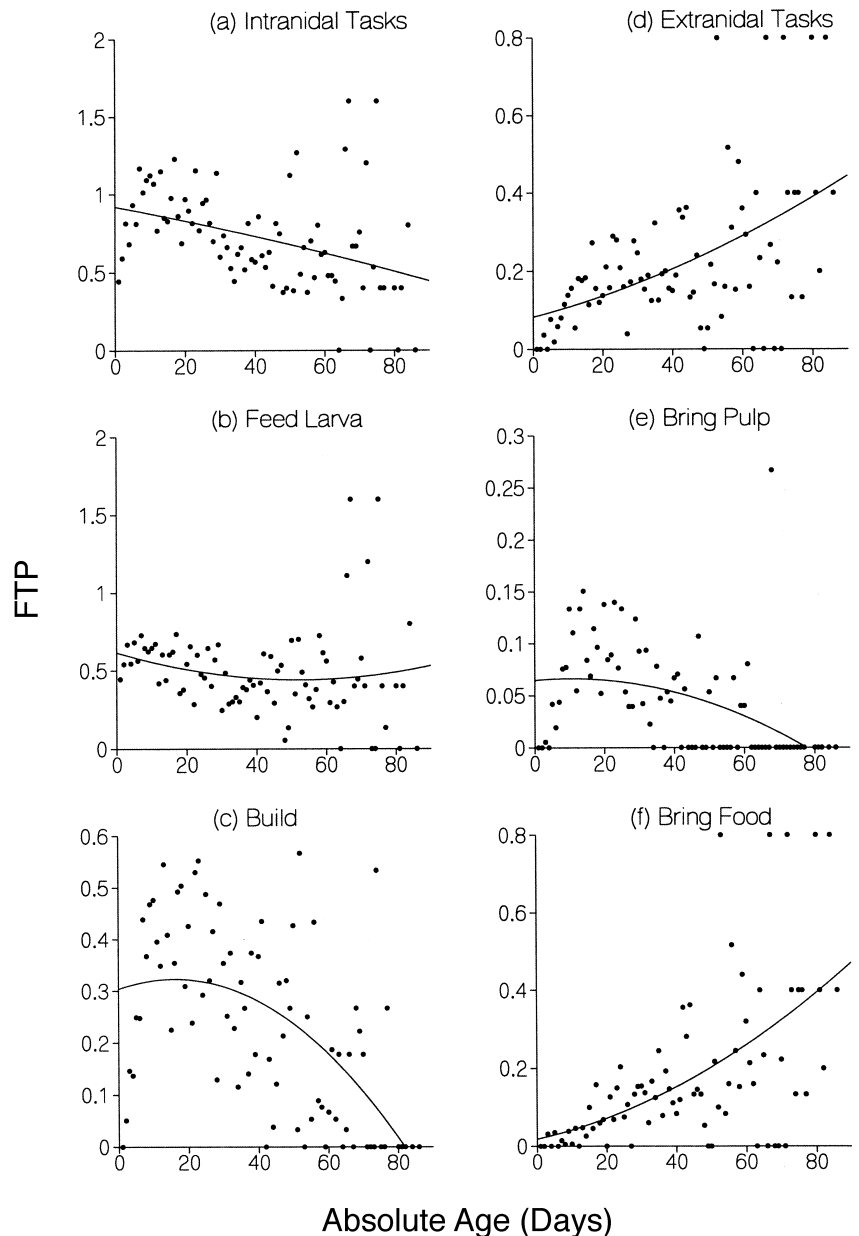 (a) Intranidal Tasks
2
1.5
1
0.5
0
0 20 40 60 80
(d) Extranidal Tasks
0.8
0.6
0.4
0.2
0
0 20 40 60 80
(b) Feed Larva
2
1.5
1
0.5
0
0 20 40 60 80
(e) Bring Pulp
0.3
0.25
0.2
0.15
0.1
0.05
0
0 20 40 60 80
(c) Build
0.6
0.5
0.4
0.3
0.2
0.1
0
0 20 40 60 80
(f) Bring Food
0.8
0.6
0.4
0.2
0
0 20 40 60 80
FTP
Absolute Age (Days)